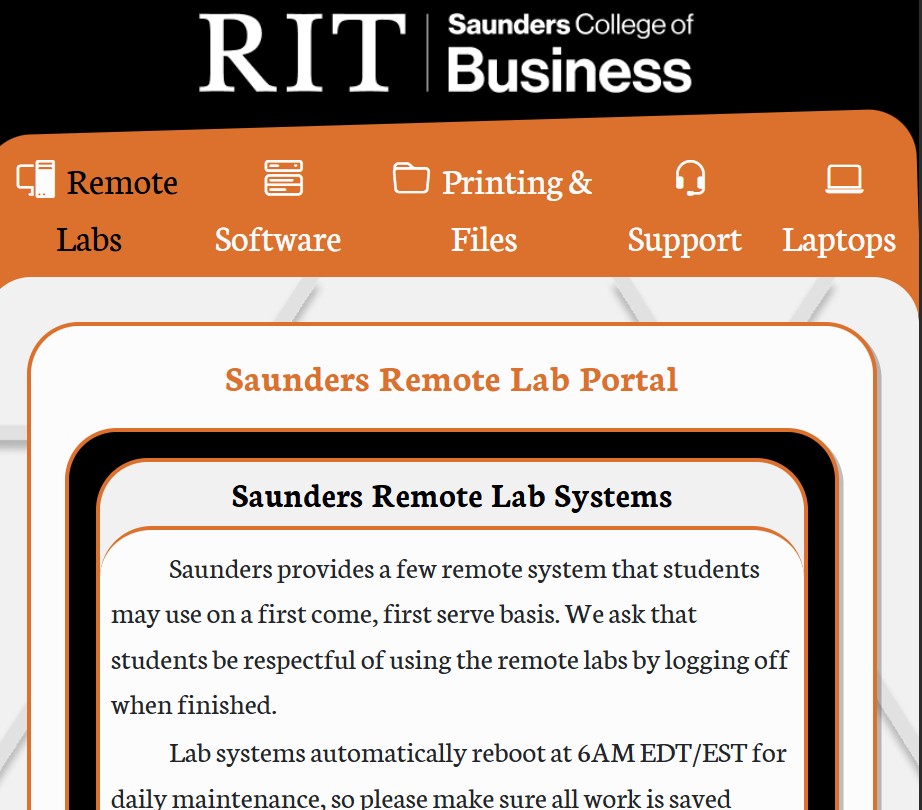 RIT Saunders College of
Business
Remote Labs
Software
Printing & Files
Support
Laptops
Saunders Remote Lab Portal
Saunders Remote Lab Systems
Saunders provides a few remote system that students
may use on a first come, first serve basis. We ask that
students be respectful of using the remote labs by logging off
when finished.
Lab systems automatically reboot at 6AM EDT/EST for
daily maintenance, so please make sure all work is saved